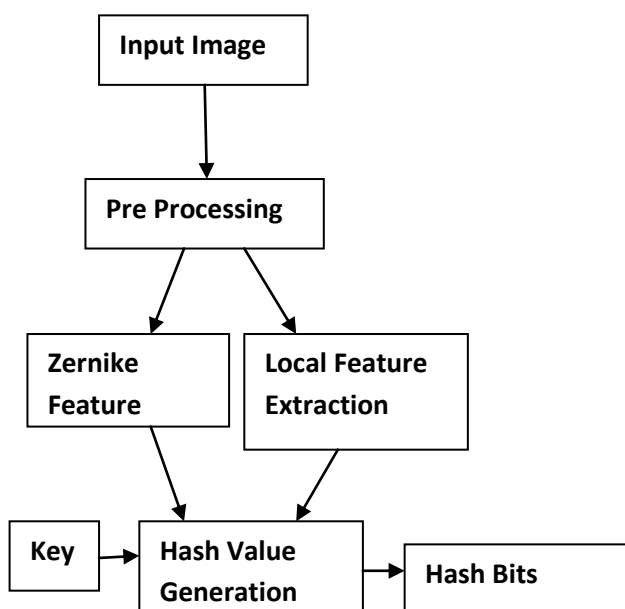 Input Image
Pre Processing
Zernike
Feature
Local Feature
Extraction
Key
Hash Value
Generation
Hash Bits